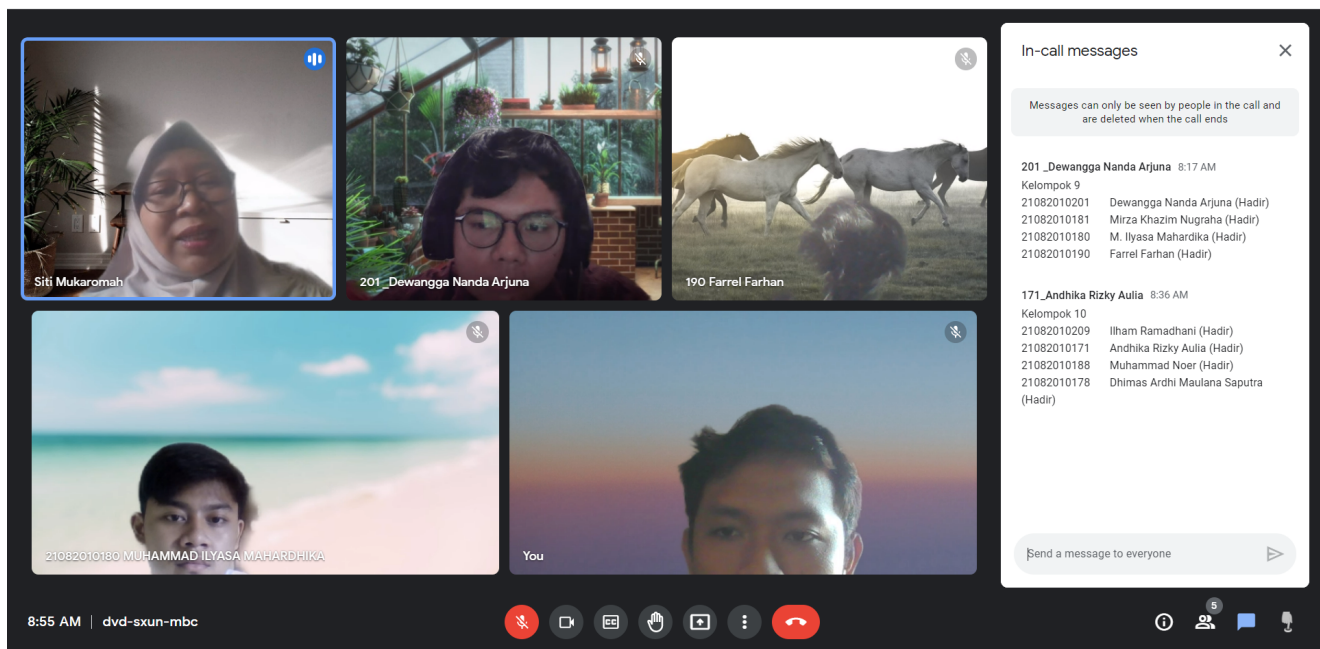 Siti Mukaromah
201_Dewangga Nanda Arjuna
190 Farrel Farhan
21082010180 MUHAMMAD ILYASA MAHARDHIKA
You
In-call messages
Messages can only be seen by people in the call and
are deleted when the call ends
201 _Dewangga Nanda Arjuna 8:17 AM
Kelompok 9
21082010201 Dewangga Nanda Arjuna (Hadir)
21082010181 Mirza Khazim Nugraha (Hadir)
21082010180 M. Ilyasa Mahardika (Hadir)
21082010190 Farrel Farhan (Hadir)
171_Andhika Rizky Aulia 8:36 AM
Kelompok 10
21082010209 Ilham Ramadhani (Hadir)
21082010171 Andhika Rizky Aulia (Hadir)
21082010188 Muhammad Noer (Hadir)
21082010178 Dhimas Ardhi Maulana Saputra
(Hadir)
Send a message to everyone
8:55 AM | dvd-sxun-mbc
CC
5